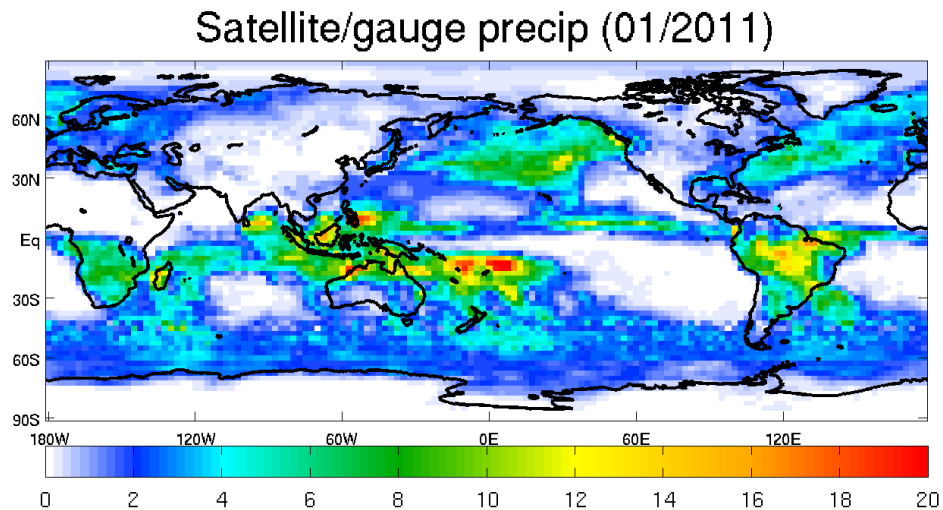 Satellite/gauge precip (01/2011)
60N
30N
Eq
30S
60S
90S
180W 120W 60W 0E 60E 120E
0 2 4 6 8 10 12 14 16 18 20